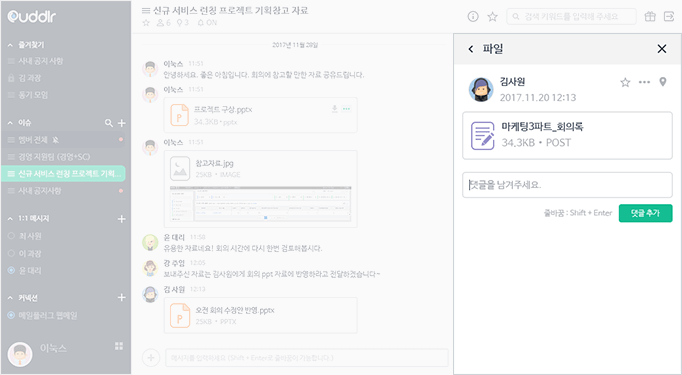 Puddlr
즐겨찾기
사내 공지 사항
김 과장
동기 모임
이슈
멤버 전체
경영 지원팀 (경영+SC)
신규 서비스 런칭 프로젝트 기획...
사내 공지사항
1:1 메시지
최 사원
이 과장
윤 대리
커넥션
메일플러그 웹메일
이눅스
신규 서비스 런칭 프로젝트 기획참고 자료
6 3 ON
검색 키워드를 입력해 주세요
2017년 11월 28일
이눅스 11:51
안녕하세요. 좋은 아침입니다. 회의에 참고할 만한 자료 공유드립니다.
이눅스 11:51
프로젝트 구상.pptx
34.3KB • pptx
이눅스 11:51
참고자료.jpg
25KB • IMAGE
윤 대리 11:58
유용한 자료네요! 회의 시간에 다시 한번 검토해봅시다.
경 주임 12:05
보내주신 자료는 김사원에게 회의 ppt 자료에 반영하라고 전달하겠습니다~
김 사원 12:13
오전 회의 수정안 반영.pptx
25KB • PPTX
메시지를 입력하세요. (Shift + Enter로 줄바꿈이 가능합니다.)
파일
김사원
2017.11.20 12:13
마케팅3파트_회의록
34,3KB • POST
댓글을 남겨주세요.
줄바꿈 : Shift + Enter
댓글 추가